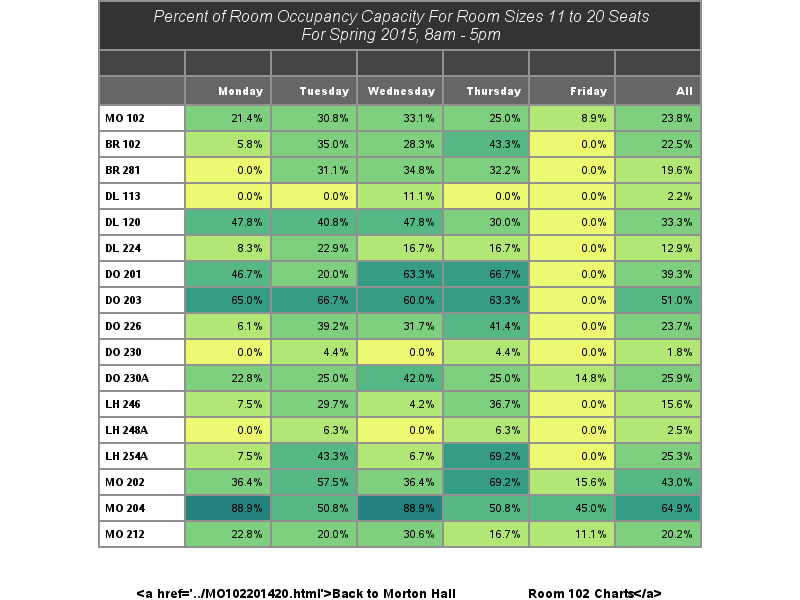 Percent of Room Occupancy Capacity For Room Sizes 11 to 20 Seats
For Spring 2015, 8am - 5pm
Monday Tuesday Wednesday Thursday Friday All
MO 102 21.4% 30.8% 33.1% 25.0% 8.9% 23.8%
BR 102 5.8% 35.0% 28.3% 43.3% 0.0% 22.5%
BR 281 0.0% 31.1% 34.8% 32.2% 0.0% 19.6%
DL 113 0.0% 0.0% 11.1% 0.0% 0.0% 2.2%
DL 120 47.8% 40.8% 47.8% 30.0% 0.0% 33.3%
DL 224 8.3% 22.9% 16.7% 16.7% 0.0% 12.9%
DO 201 46.7% 20.0% 63.3% 66.7% 0.0% 39.3%
DO 203 65.0% 66.7% 60.0% 63.3% 0.0% 51.0%
DO 226 6.1% 39.2% 31.7% 41.4% 0.0% 23.7%
DO 230 0.0% 4.4% 0.0% 4.4% 0.0% 1.8%
DO 230A 22.8% 25.0% 42.0% 25.0% 14.8% 25.9%
LH 246 7.5% 29.7% 4.2% 36.7% 0.0% 15.6%
LH 248A 0.0% 6.3% 0.0% 6.3% 0.0% 2.5%
LH 254A 7.5% 43.3% 6.7% 69.2% 0.0% 25.3%
MO 202 36.4% 57.5% 36.4% 69.2% 15.6% 43.0%
MO 204 88.9% 50.8% 88.9% 50.8% 45.0% 64.9%
MO 212 22.8% 20.0% 30.6% 16.7% 11.1% 20.2%
<a href='../MO102201420.html'>Back to Morton Hall Room 102 Charts</a>